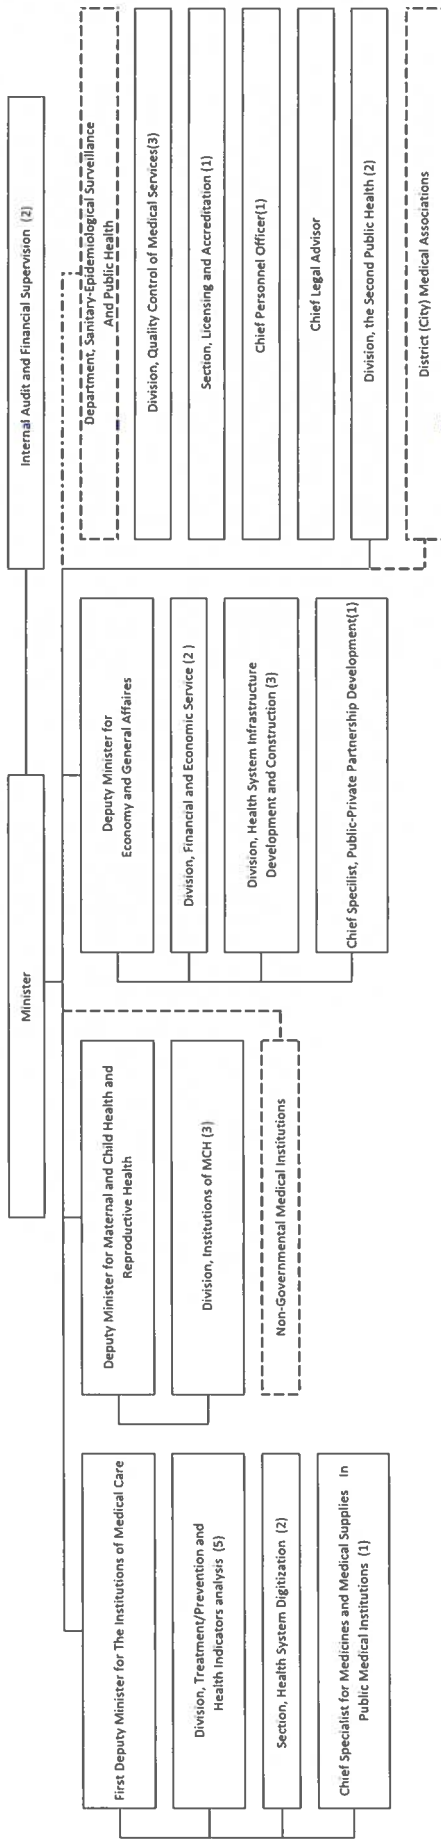 Minister
Internal Audit and Financial Supervision (2)
First Deputy Minister for The Institutions of Medical Care
Division, Treatment/Prevention and
Health Indicators analysis (5)
Section, Health System Digitization (2)
Chief Specialist for Medicines and Medical Supplies In
Public Medical Institutions (1)
Deputy Minister for Maternal and Child Health and
Reproductive Health
Division, Institutions of MCH (3)
Non-Governmental Medical Institutions
Deputy Minister for
Economy and General Affaires
Division, Financial and Economic Service (2 )
Division, Health System Infrastructure
Development and Construction (3)
Chief Specilist, Public-Private Partnership Development(1)
Department, Sanitary-Epidemiological Surveillance
And Public Health
Division, Quality Control of Medical Services(3)
Section, Licensing and Accreditation (1)
Chief Personnel Officer(1)
Chief Legal Advisor
Division, the Second Public Health (2)
District (City) Medical Associations